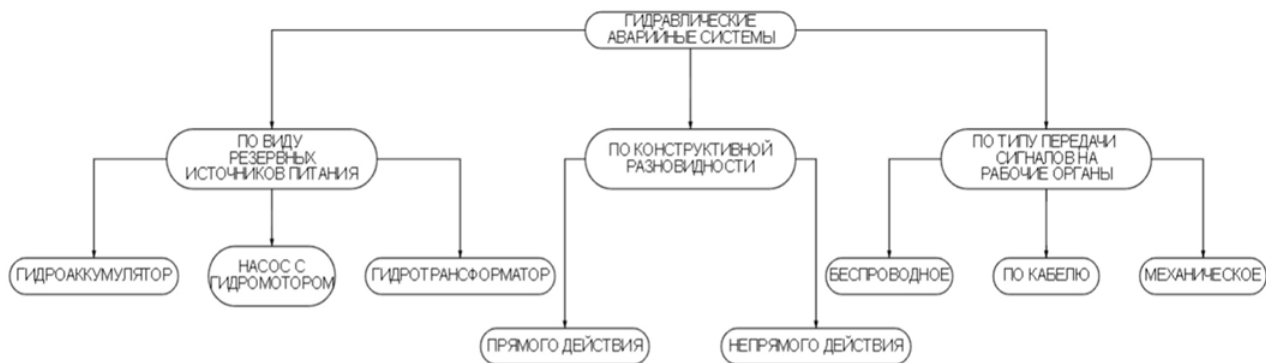 ГИДРАВЛИЧЕСКИЕ
АВАРИЙНЫЕ СИСТЕМЫ
ПО ВИДУ
РЕЗЕРВНЫХ
ИСТОЧНИКОВ ПИТАНИЯ
ПО КОНСТРУКТИВНОЙ
РАЗНОВИДНОСТИ
ПО ТИПУ ПЕРЕДАЧИ
СИГНАЛОВ НА
РАБОЧИЕ ОРГАНЫ
ГИДРОАККУМУЛЯТОР
НАСОС С
ГИДРОМОТОРОМ
ГИДРОТРАНСФОРМАТОР
БЕСПРОВОДНОЕ
ПО КАБЕЛЮ
МЕХАНИЧЕСКОЕ
ПРЯМОГО ДЕЙСТВИЯ
НЕПРЯМОГО ДЕЙСТВИЯ